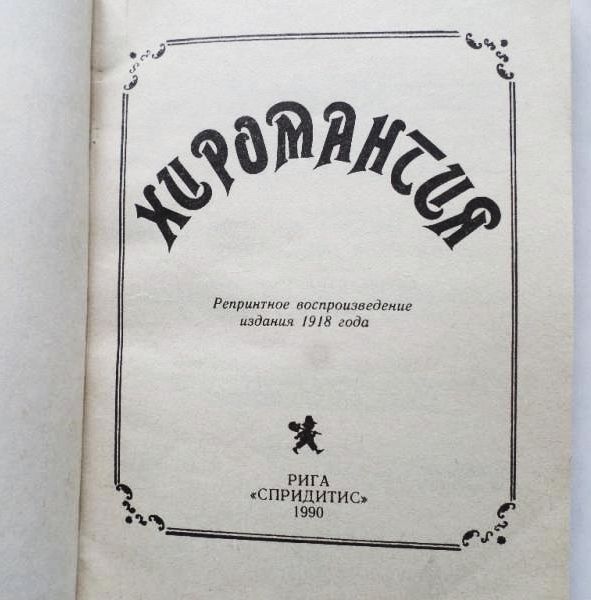 ХИРОМАНТИЯ
Репринтное воспроизведение
издания 1918 года
РИГА
«СПРИДИТИС»
1990